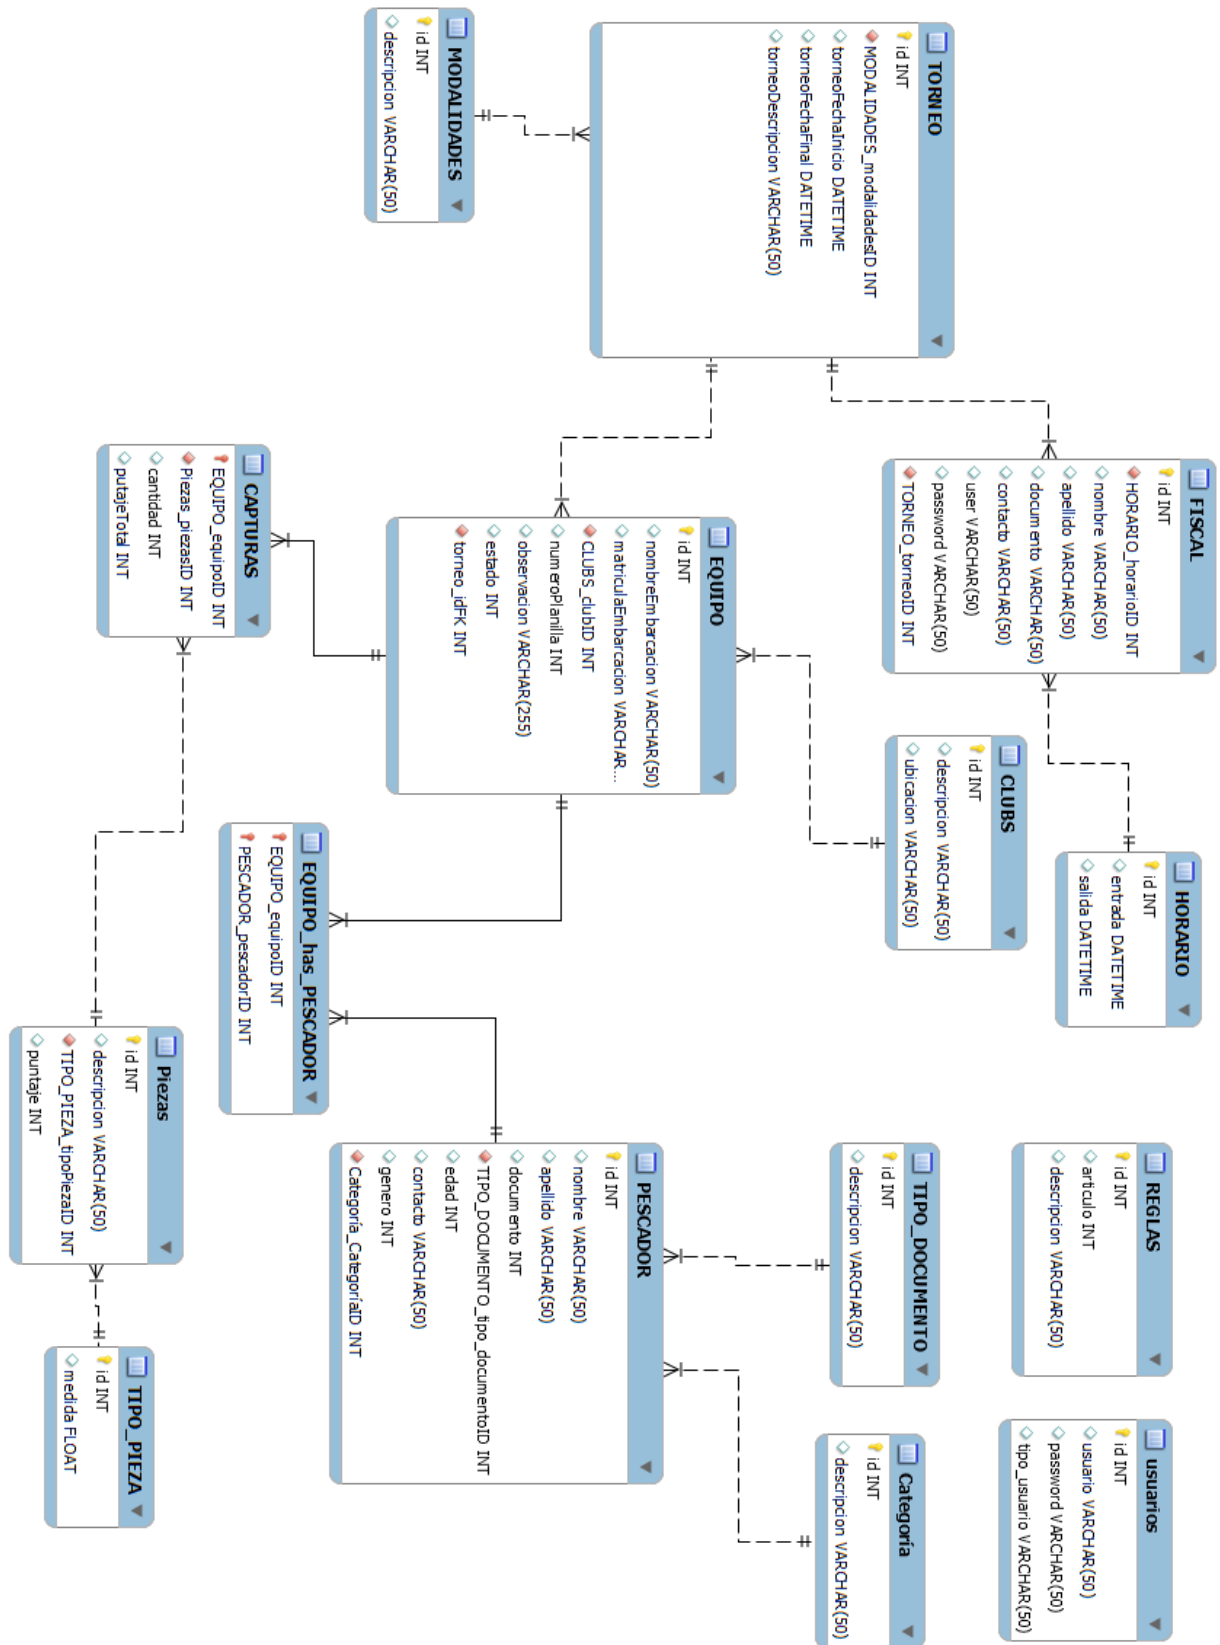 TORNEO
id INT
MODALIDADES_modalidadesID INT
torneoFechaInicio DATETIME
torneoFechaFinal DATETIME
torneoDescripcion VARCHAR(50)
MODALIDADES
id INT
descripcion VARCHAR(50)
FISCAL
id INT
HORARIO_horarioID INT
nombre VARCHAR(50)
apellido VARCHAR(50)
documento VARCHAR(50)
contacto VARCHAR(50)
user VARCHAR(50)
password VARCHAR(50)
TORNEO_torneoID INT
EQUIPO
id INT
nombreEmbarcacion VARCHAR(50)
matriculaEmbarcacion VARCHAR...
CLUBS_clubID INT
numeroPlanilla INT
observacion VARCHAR(255)
estado INT
torneo_idFK INT
CAPTURAS
EQUIPO_equipoID INT
Piezas_piezasID INT
cantidad INT
putajeTotal INT
HORARIO
id INT
entrada DATETIME
salida DATETIME
CLUBS
id INT
descripcion VARCHAR(50)
ubicacion VARCHAR(50)
EQUIPO_has_PESCADOR
EQUIPO_equipoID INT
PESCADOR_pescadorID INT
Piezas
id INT
descripcion VARCHAR(50)
TIPO_PIEZA_tipoPiezaID INT
puntaje INT
REGLAS
id INT
articulo INT
descripcion VARCHAR(50)
TIPO_DOCUMENTO
id INT
descripcion VARCHAR(50)
PESCADOR
id INT
nombre VARCHAR(50)
apellido VARCHAR(50)
documento INT
TIPO_DOCUMENTO_tipo_documentoID INT
edad INT
contacto VARCHAR(50)
genero INT
Categoría_CategoríaID INT
TIPO_PIEZA
id INT
medida FLOAT
usuarios
id INT
usuario VARCHAR(50)
password VARCHAR(50)
tipo_usuario VARCHAR(50)
Categoría
id INT
descripcion VARCHAR(50)